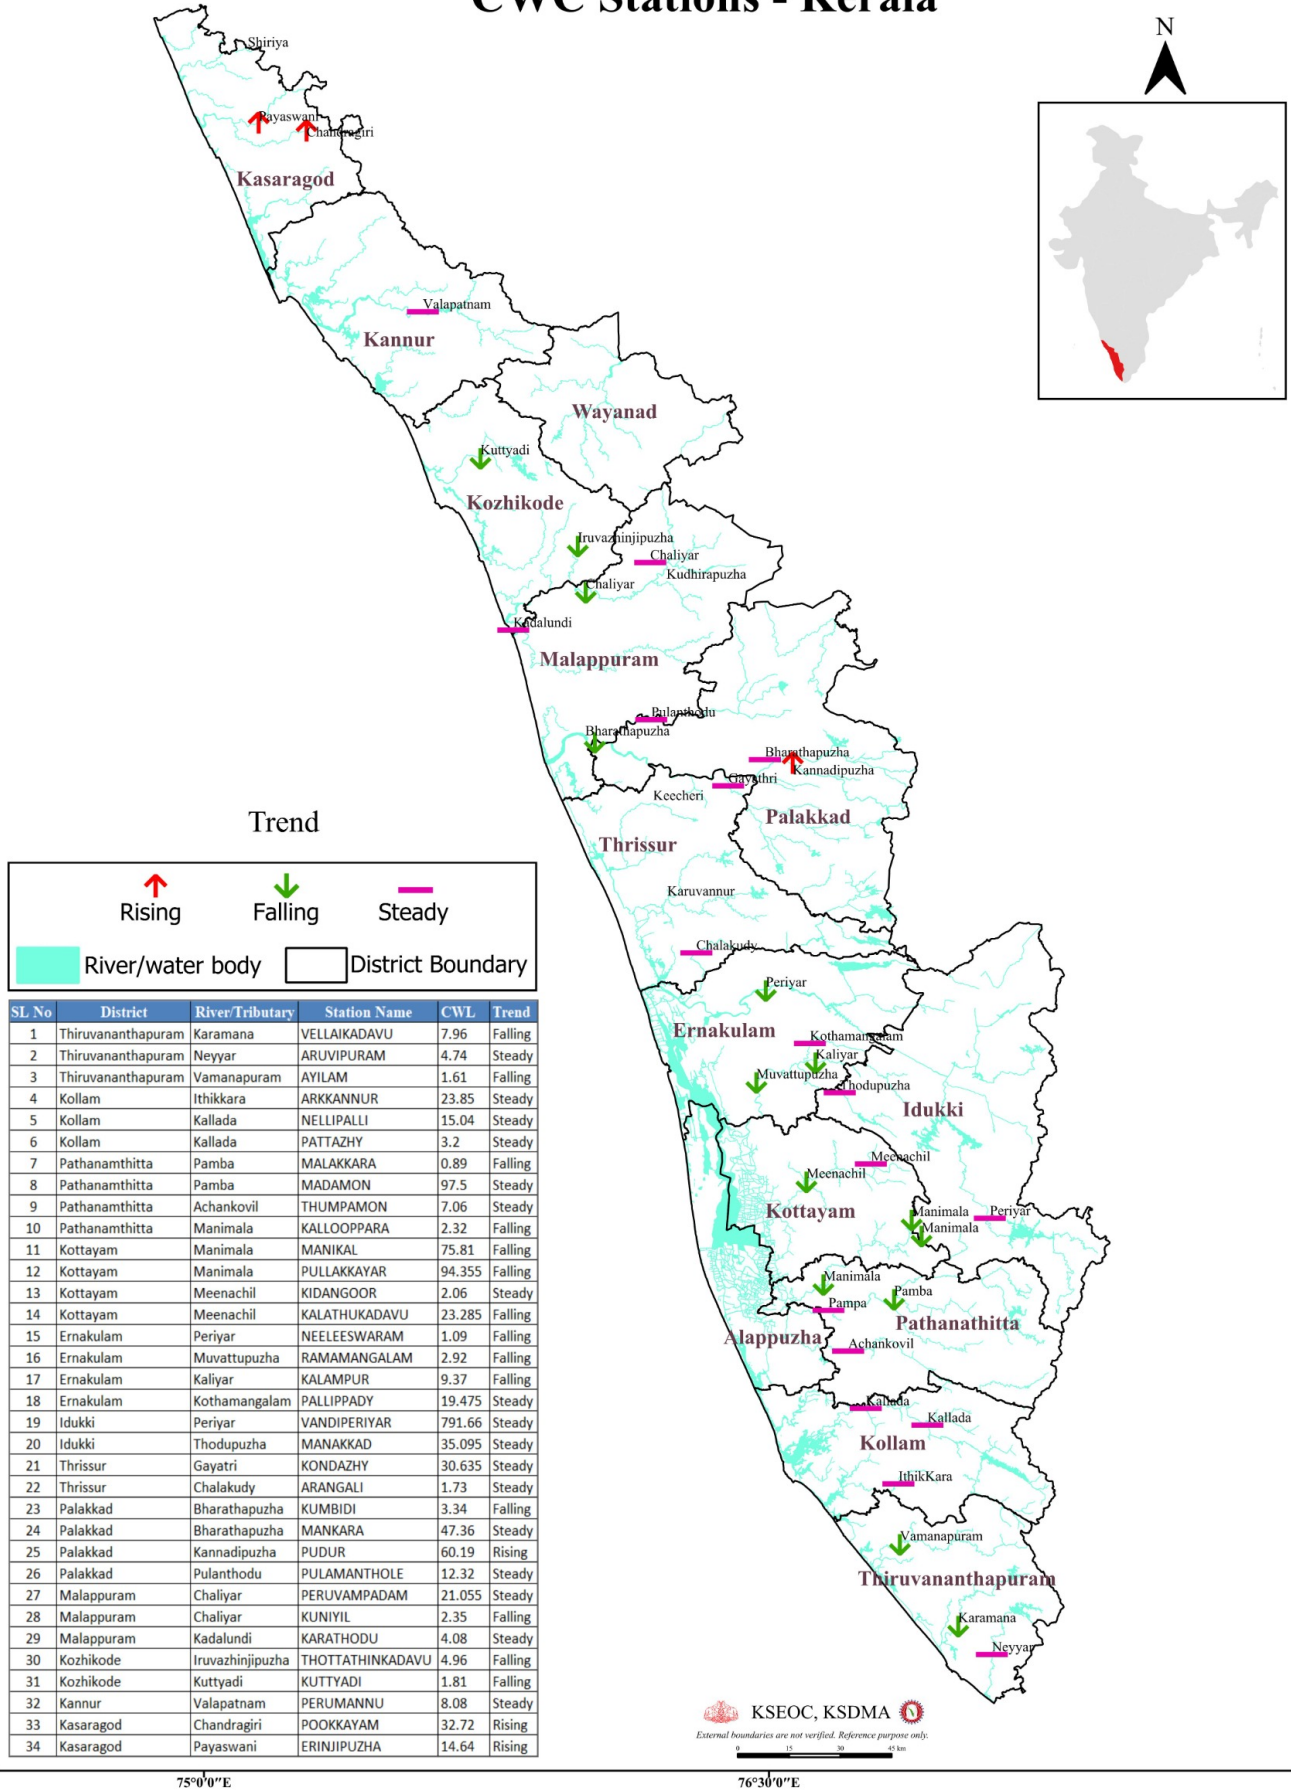 CWC Stations - Kerala
N
Shiriya
Payaswani
Chandragiri
Kasaragod
Valapatnam
Kannur
Wayanad
Kuttyadi
Kozhikode
Iruvazhinjipuzha
Chaliyar
Kudhirapuzha
Chaliyar
Kadalundi
Malappuram
Pulanthodu
Bharathapuzha
Bharathapuzha
Kannadipuzha
Gayathri
Keecheri
Palakkad
Thrissur
Karuvannur
Chalakudy
Periyar
Ernakulam
Kothamangalam
Kaliyar
Muvattupuzha
Thodupuzha
Idukki
Meenachil
Meenachil
Kottayam
Manimala
Periyar
Manimala
Manimala
Pamba
Pampa
Pathanathitta
Alappuzha
Achankovil
Kallada
Kallada
Kollam
IthikKara
Vamanapuram
Thiruvananthapuram
Karamana
Neyyar
Trend
Rising Falling Steady
River/water body District Boundary
SL No District River/Tributary Station Name CWL Trend
1 Thiruvananthapuram Karamana VELLAIKADAVU 7.96 Falling
2 Thiruvananthapuram Neyyar ARUVIPURAM 4.74 Steady
3 Thiruvananthapuram Vamanapuram AYILAM 1.61 Falling
4 Kollam Ithikkara ARKKANNUR 23.85 Steady
5 Kollam Kallada NELLIPALLI 15.04 Steady
6 Kollam Kallada PATTAZHY 3.2 Steady
7 Pathanamthitta Pamba MALAKKARA 0.89 Falling
8 Pathanamthitta Pamba MADAMON 97.5 Steady
9 Pathanamthitta Achankovil THUMPAMON 7.06 Steady
10 Pathanamthitta Manimala KALLOOPPARA 2.32 Falling
11 Kottayam Manimala MANIKAL 75.81 Falling
12 Kottayam Manimala PULLAKKAYAR 94.355 Falling
13 Kottayam Meenachil KIDANGOOR 2.06 Steady
14 Kottayam Meenachil KALATHUKADAVU 23.285 Falling
15 Ernakulam Periyar NEELEESWARAM 1.09 Falling
16 Ernakulam Muvattupuzha RAMAMANGALAM 2.92 Falling
17 Ernakulam Kaliyar KALAMPUR 9.37 Falling
18 Ernakulam Kothamangalam PALLIPPADY 19.475 Steady
19 Idukki Periyar VANDIPERIYAR 791.66 Steady
20 Idukki Thodupuzha MANAKKAD 35.095 Steady
21 Thrissur Gayatri KONDAZHY 30.635 Steady
22 Thrissur Chalakudy ARANGALI 1.73 Steady
23 Palakkad Bharathapuzha KUMBIDI 3.34 Falling
24 Palakkad Bharathapuzha MANKARA 47.36 Steady
25 Palakkad Kannadipuzha PUDUR 60.19 Rising
26 Palakkad Pulanthodu PULAMANTHOLE 12.32 Steady
27 Malappuram Chaliyar PERUVAMPADAM 21.055 Steady
28 Malappuram Chaliyar KUNIYIL 2.35 Falling
29 Malappuram Kadalundi KARATHODU 4.08 Steady
30 Kozhikode Iruvazhinjipuzha THOTTATHINKADAVU 4.96 Falling
31 Kozhikode Kuttyadi KUTTYADI 1.81 Falling
32 Kannur Valapatnam PERUMANNU 8.08 Steady
33 Kasaragod Chandragiri POOKKAYAM 32.72 Rising
34 Kasaragod Payaswani ERINJIPUZHA 14.64 Rising
KSEOC, KSDMA
External boundaries are not verified. Reference purpose only.
0 15 30 45 km
75°0'0"E 76°30'0"E